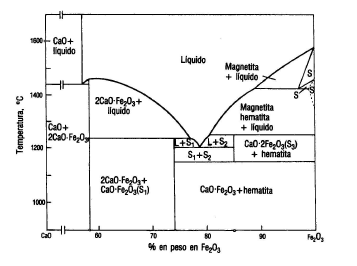 1600
1400
1200
1000
Temperatura, °C
CaO +
líquido
Líquido
Magnetita
+ líquido
S
S
S
2CaO·Fe₂O₃ +
líquido
Magnetita
hematita
+ líquido
CaO +
2CaO·Fe₂O₃
L+S₁
L+S₂
S₁ + S₂
CaO·2Fe₂O₃(S₃)
+ hematita
2CaO·Fe₂O₃ +
CaO·Fe₂O₃(S₁)
CaO·Fe₂O₃ + hematita
CaO
60
70
80
90
Fe₂O₃
% en peso en Fe₂O₃